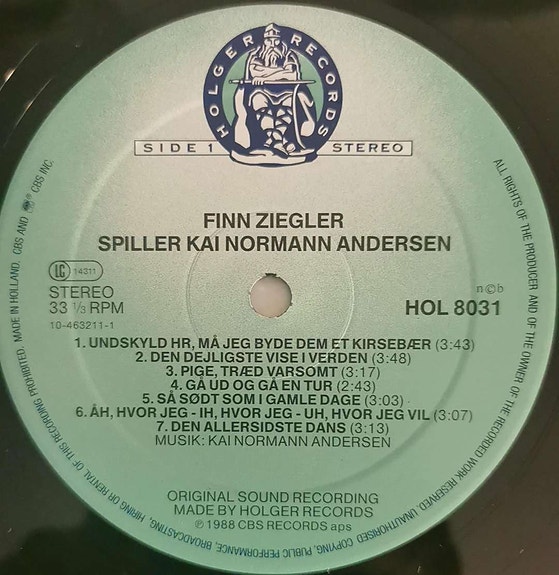 HOLGER RECORDS
SIDE 1 STEREO
FINN ZIEGLER
SPILLER KAI NORMANN ANDERSEN
LC 14311
STEREO
33 1/3 RPM
10-463211-1
n©b
HOL 8031
1. UNDSKYLD HR, MÅ JEG BYDE DEM ET KIRSEBÆR (3:43)
2. DEN DEJLIGSTE VISE I VERDEN (3:48)
3. PIGE, TRÆD VARSOMT (3:17)
4. GÅ UD OG GÅ EN TUR (2:43)
5. SÅ SØDT SOM I GAMLE DAGE (3:03)
6. ÅH, HVOR JEG - IH, HVOR JEG - UH, HVOR JEG VIL (3:07)
7. DEN ALLERSIDSTE DANS (3:13)
MUSIK: KAI NORMANN ANDERSEN
ORIGINAL SOUND RECORDING
MADE BY HOLGER RECORDS
℗ 1988 CBS RECORDS aps
ALL RIGHTS OF THE PRODUCER AND OF THE OWNER OF THE RECORDED WORK RESERVED. UNAUTHORISED COPYING, PUBLIC PERFORMANCE, BROADCASTING, HIRING OR RENTAL OF THIS RECORDING PROHIBITED. MADE IN HOLLAND. CBS AND ® CBS INC.